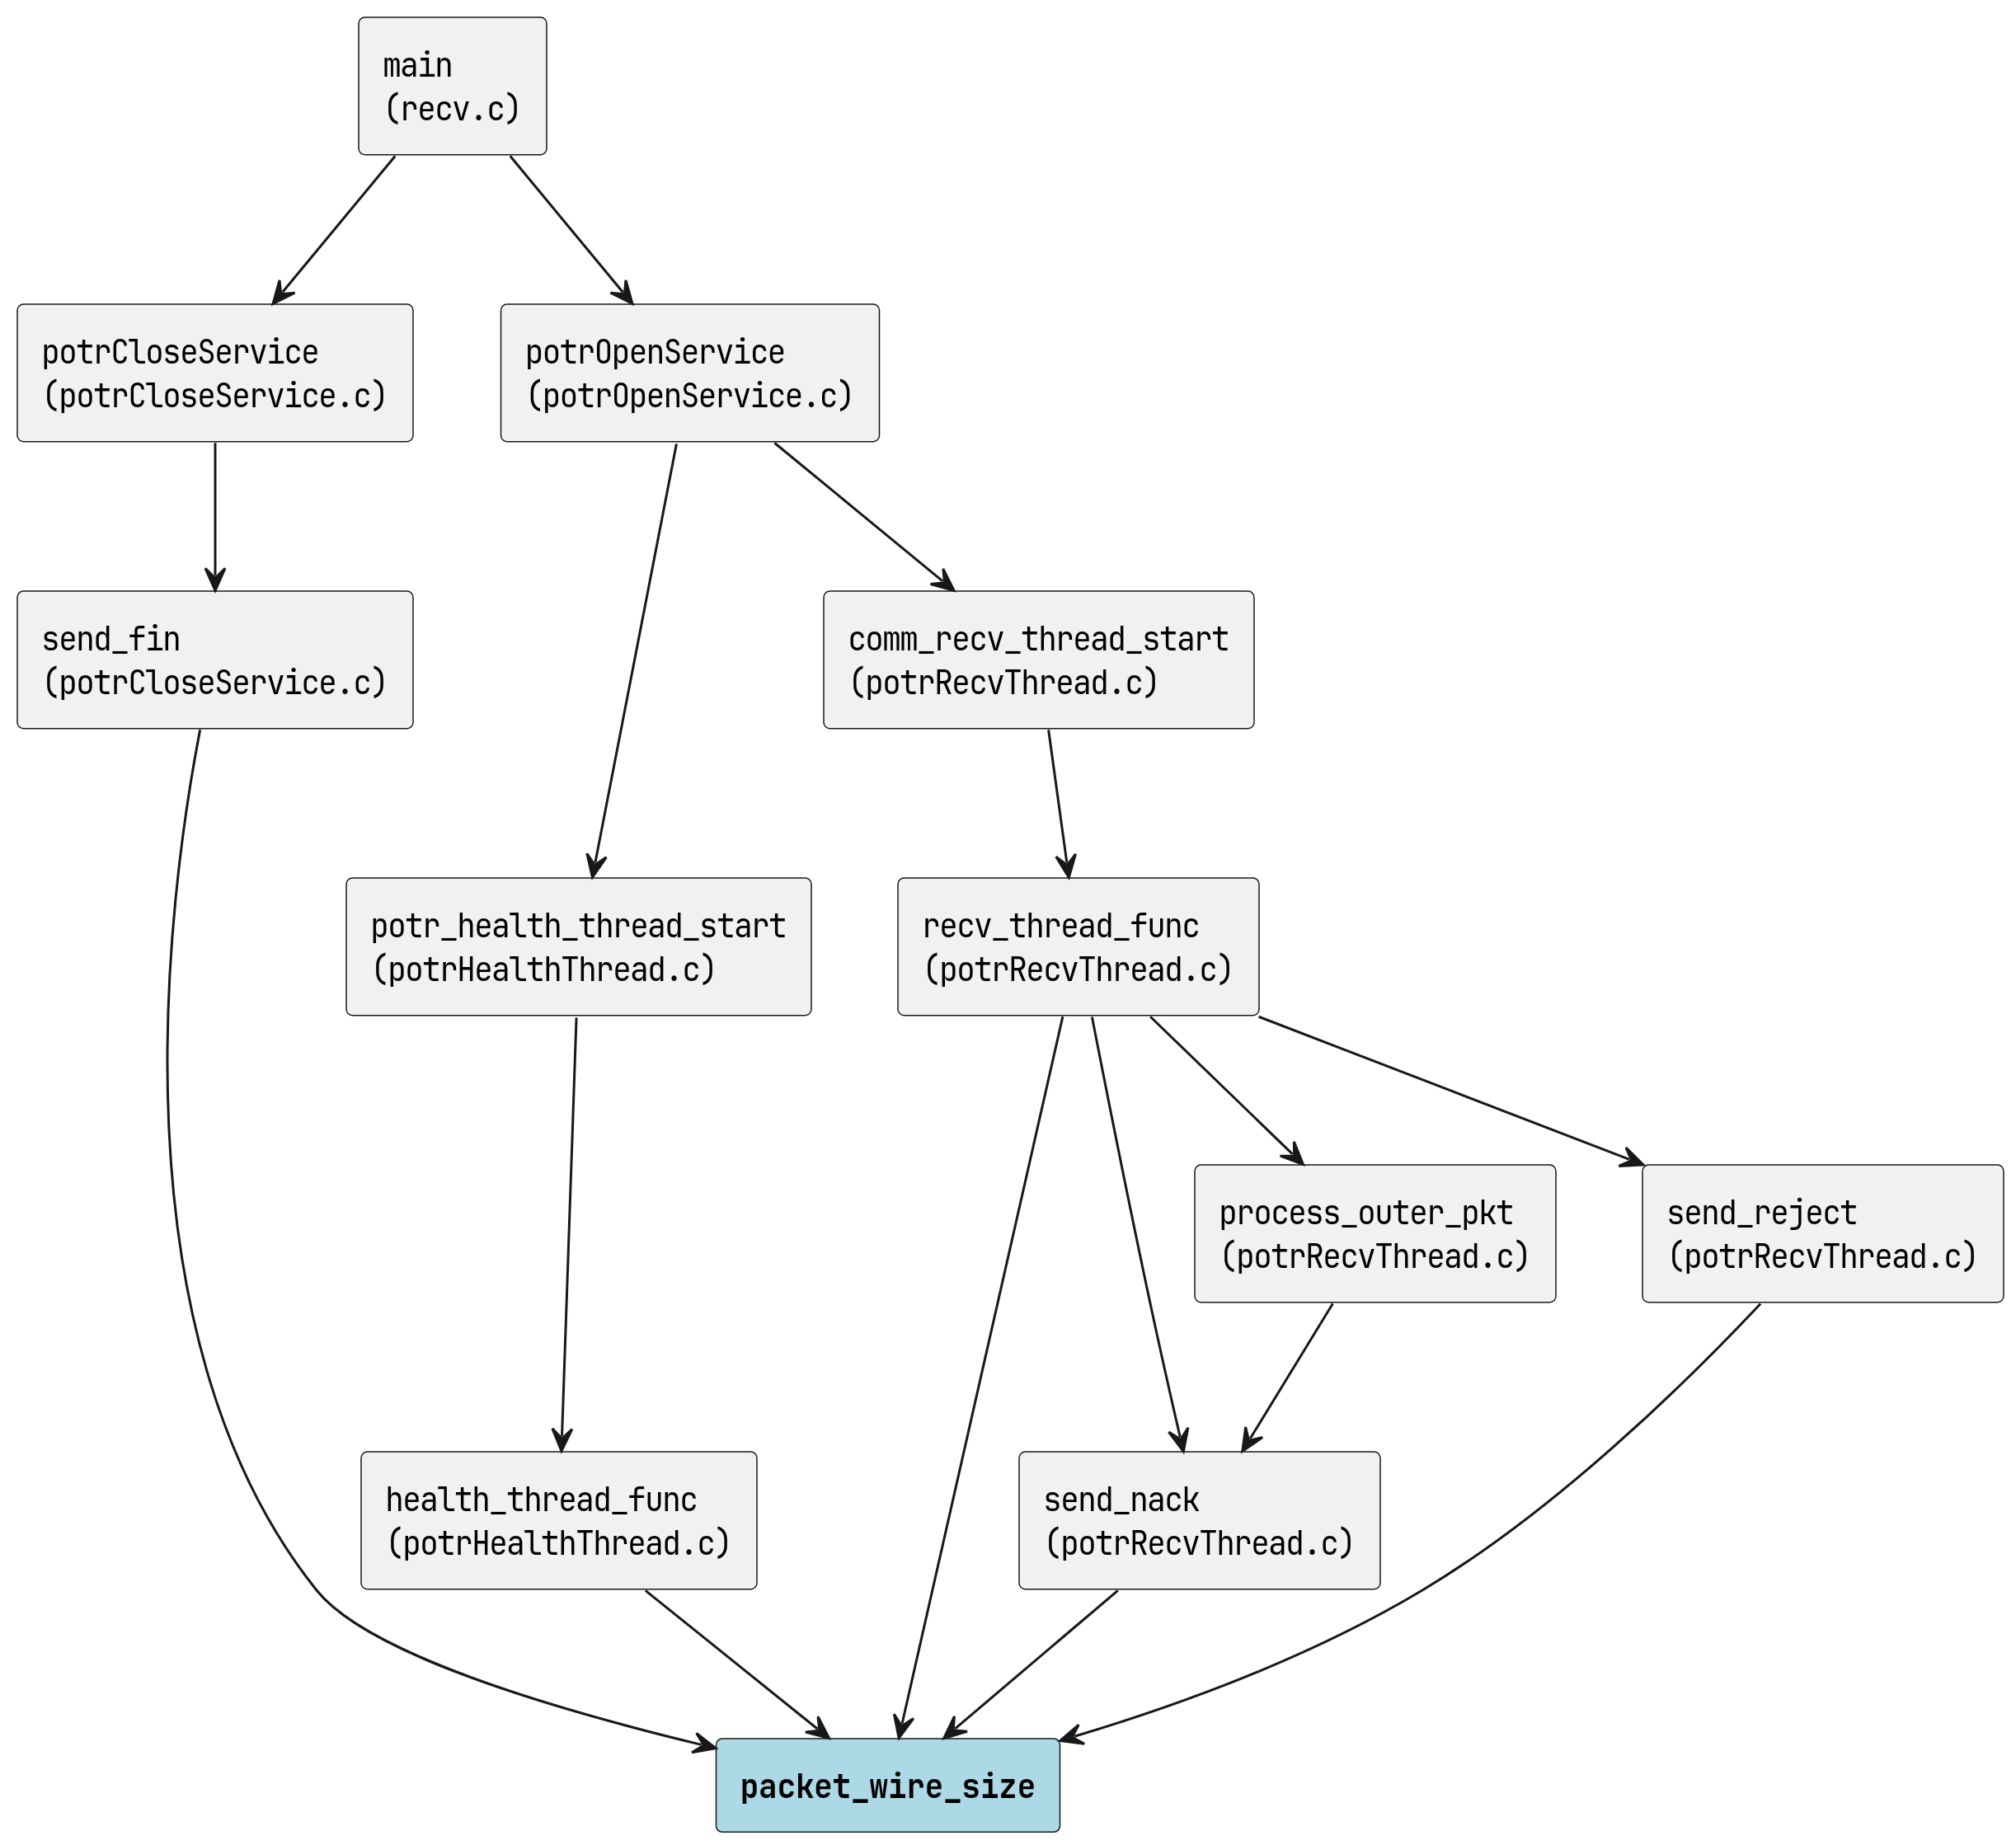 main
(recv.c)
potrCloseService
(potrCloseService.c)
potrOpenService
(potrOpenService.c)
send_fin
(potrCloseService.c)
comm_recv_thread_start
(potrRecvThread.c)
potr_health_thread_start
(potrHealthThread.c)
recv_thread_func
(potrRecvThread.c)
process_outer_pkt
(potrRecvThread.c)
send_reject
(potrRecvThread.c)
health_thread_func
(potrHealthThread.c)
send_nack
(potrRecvThread.c)
packet_wire_size